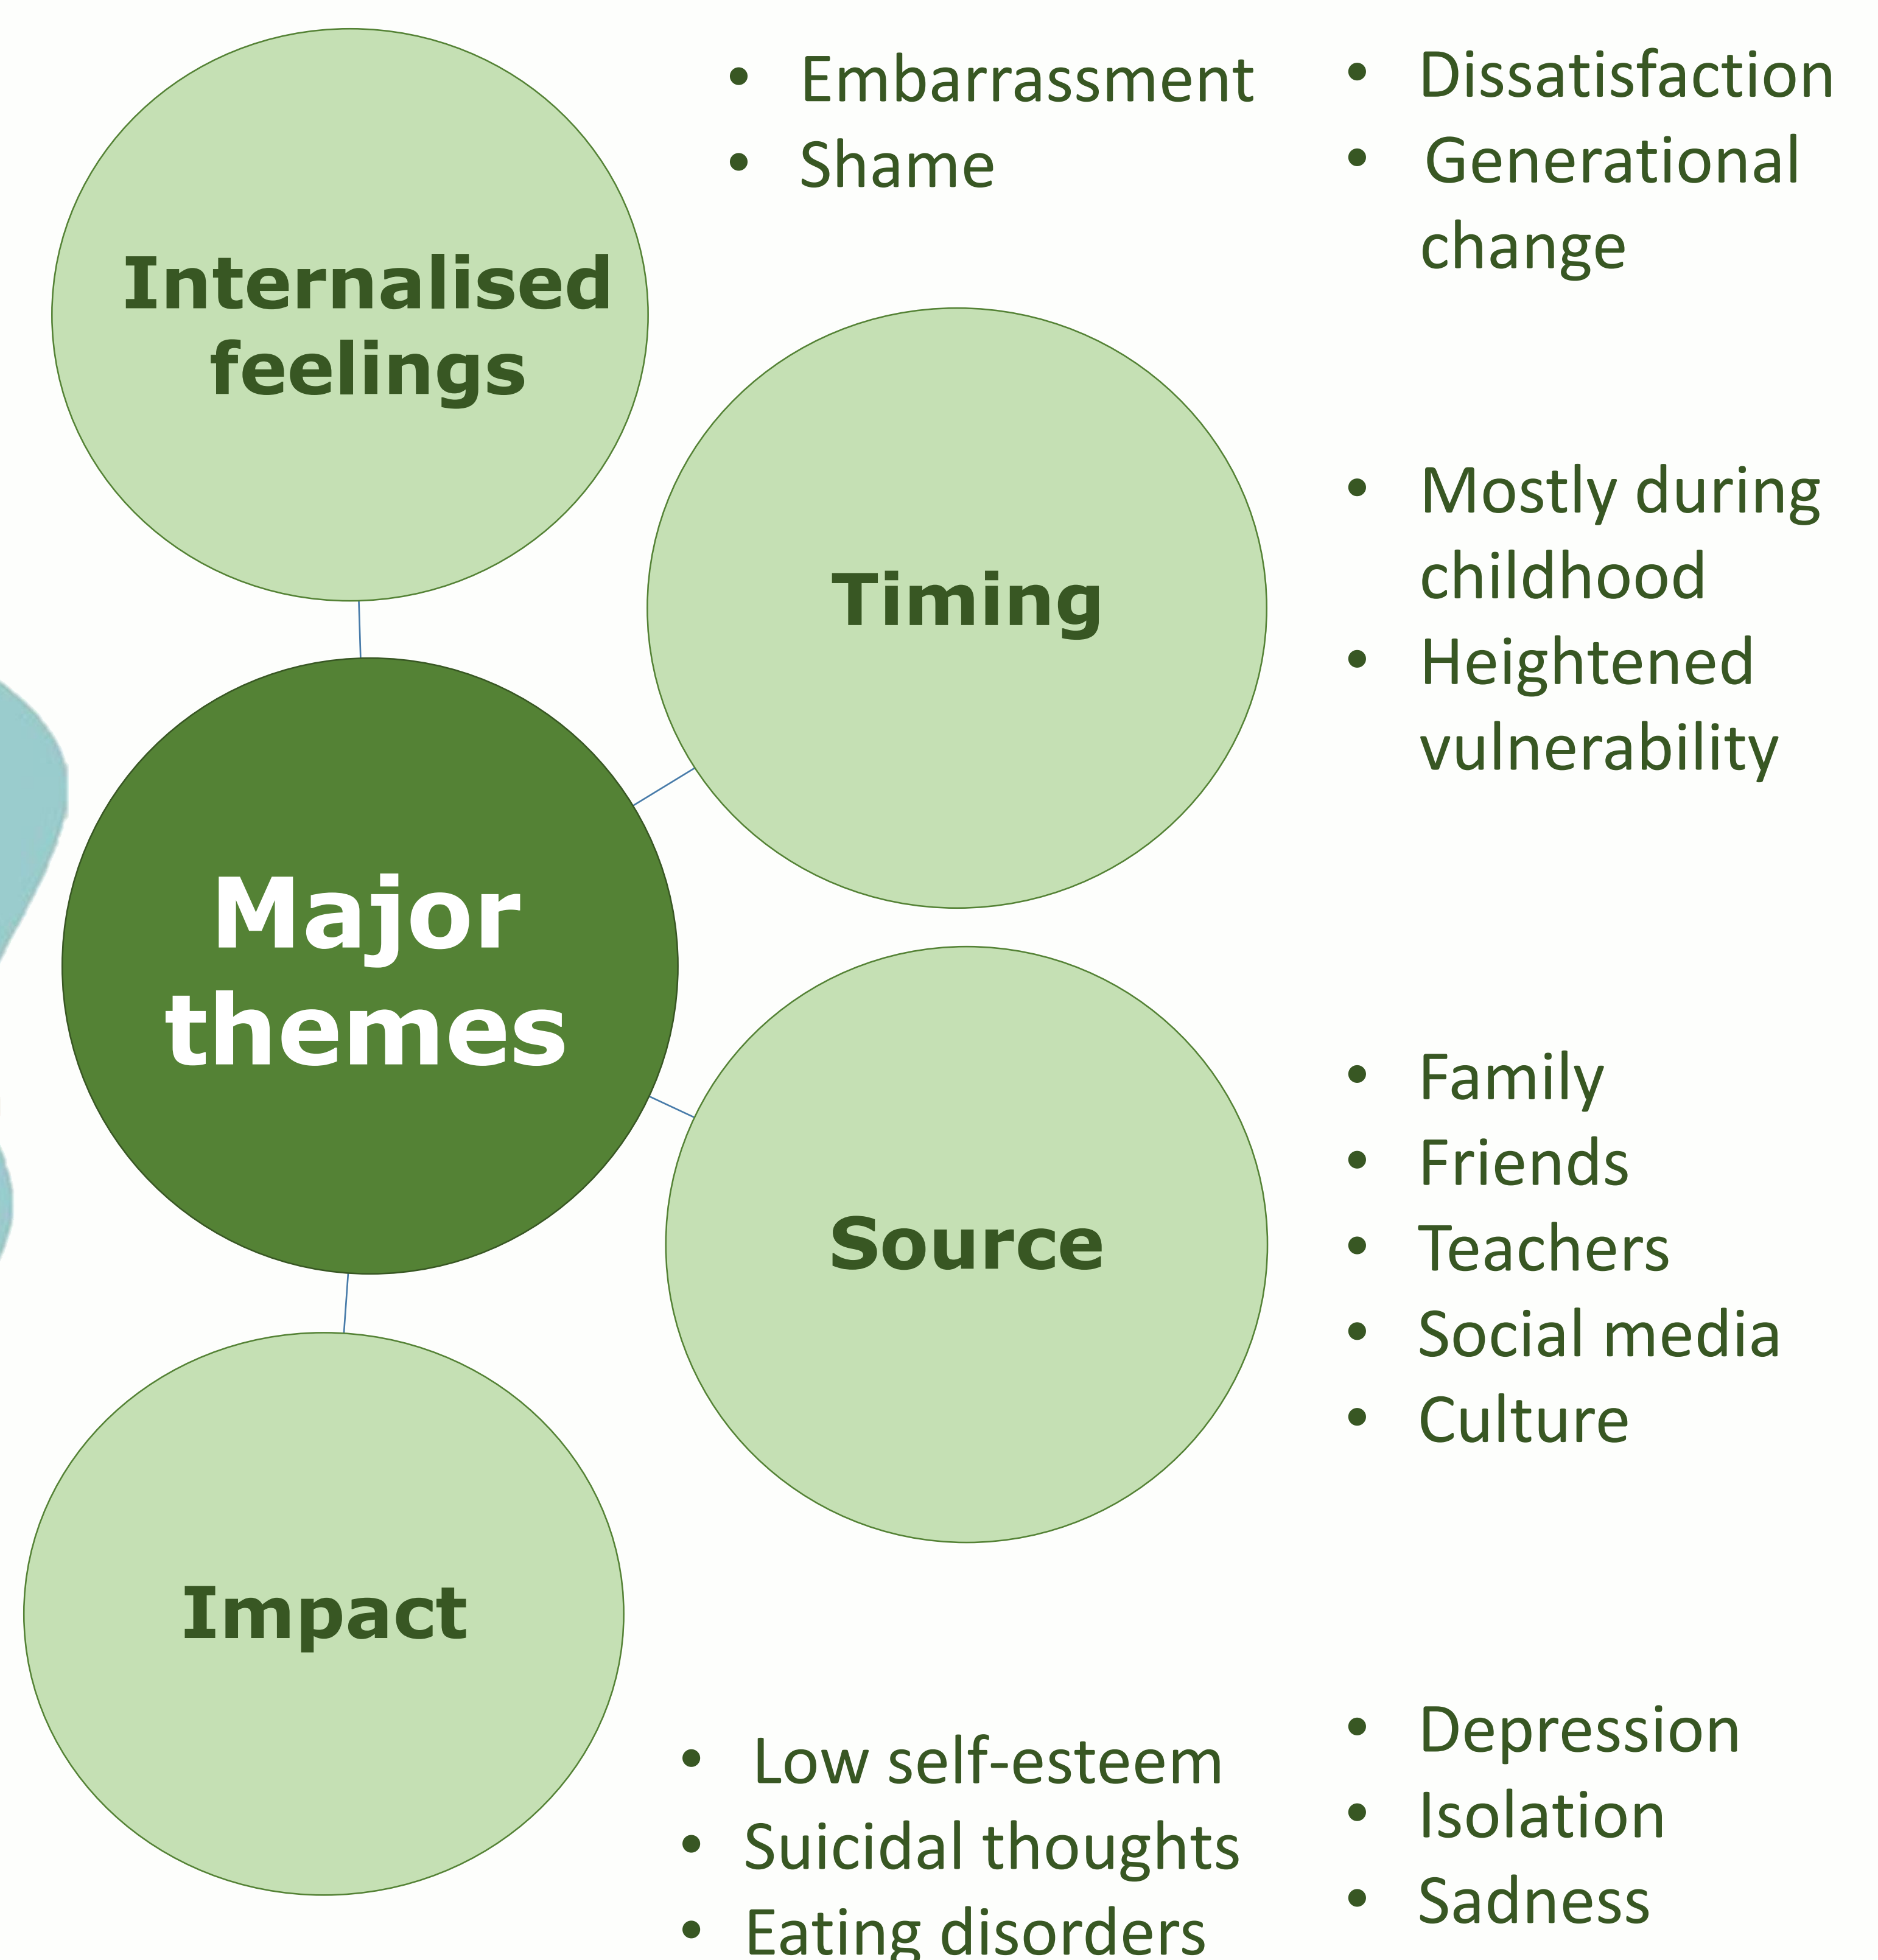 Internalised
feelings
• Embarrassment
• Shame
• Dissatisfaction
• Generational
change
Timing
• Mostly during
childhood
• Heightened
vulnerability
Major
themes
Source
• Family
• Friends
• Teachers
• Social media
• Culture
Impact
• Low self-esteem
• Suicidal thoughts
• Eating disorders
• Depression
• Isolation
• Sadness